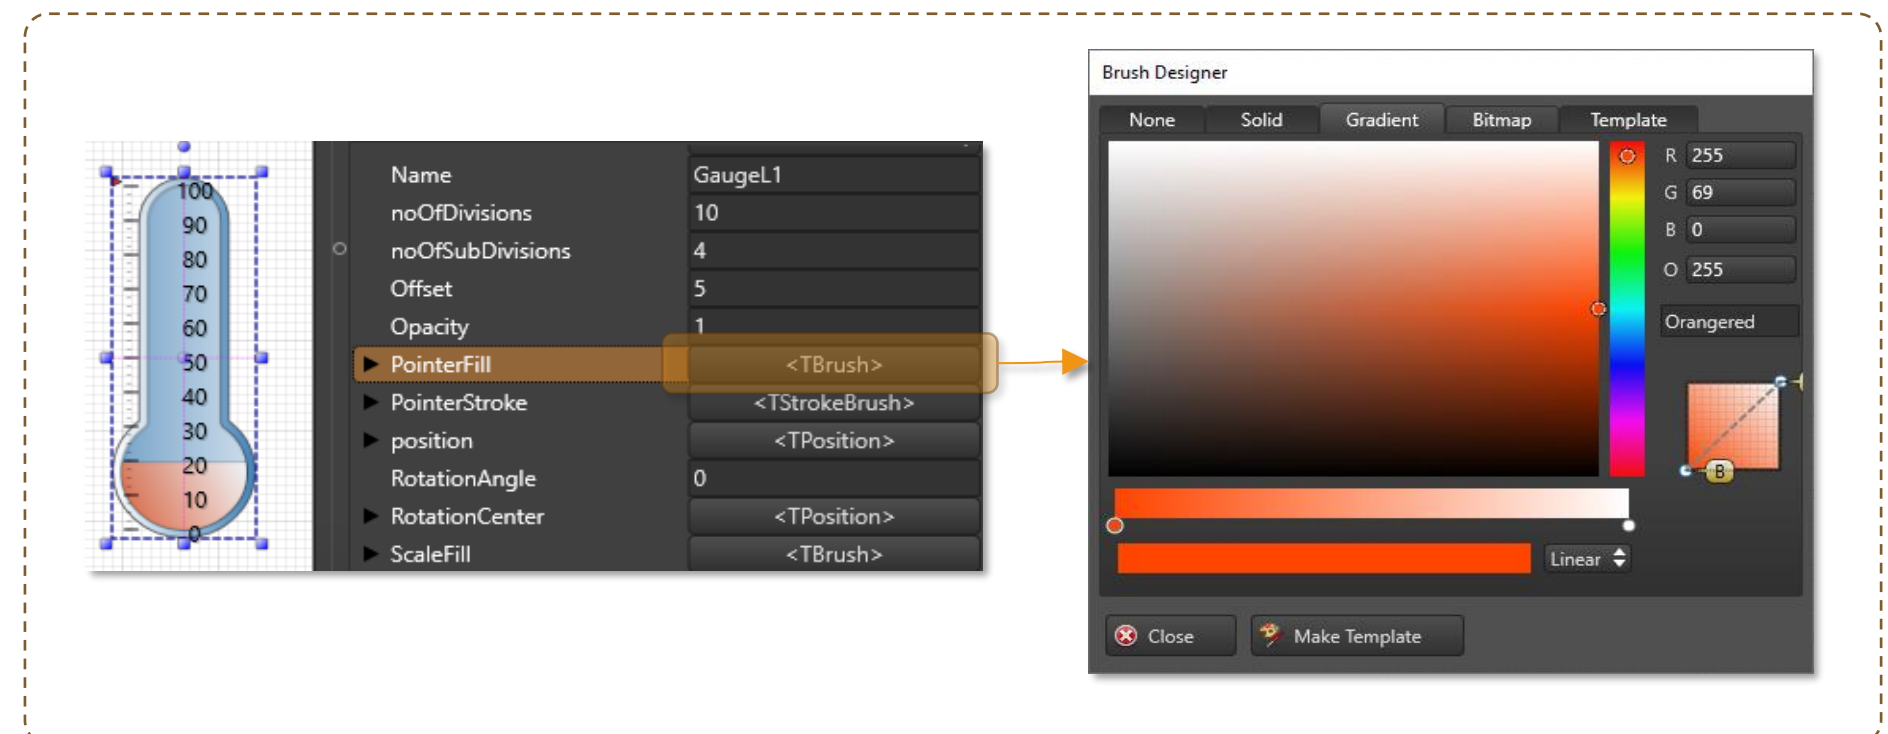 100
90
80
70
60
50
40
30
20
10
0
Name GaugeL1
noOfDivisions 10
noOfSubDivisions 4
Offset 5
Opacity 1
PointerFill <TBrush>
PointerStroke <TStrokeBrush>
position <TPosition>
RotationAngle 0
RotationCenter <TPosition>
ScaleFill <TBrush>
Brush Designer
None Solid Gradient Bitmap Template
R 255
G 69
B 0
O 255
Orangered
B
Linear
Close Make Template